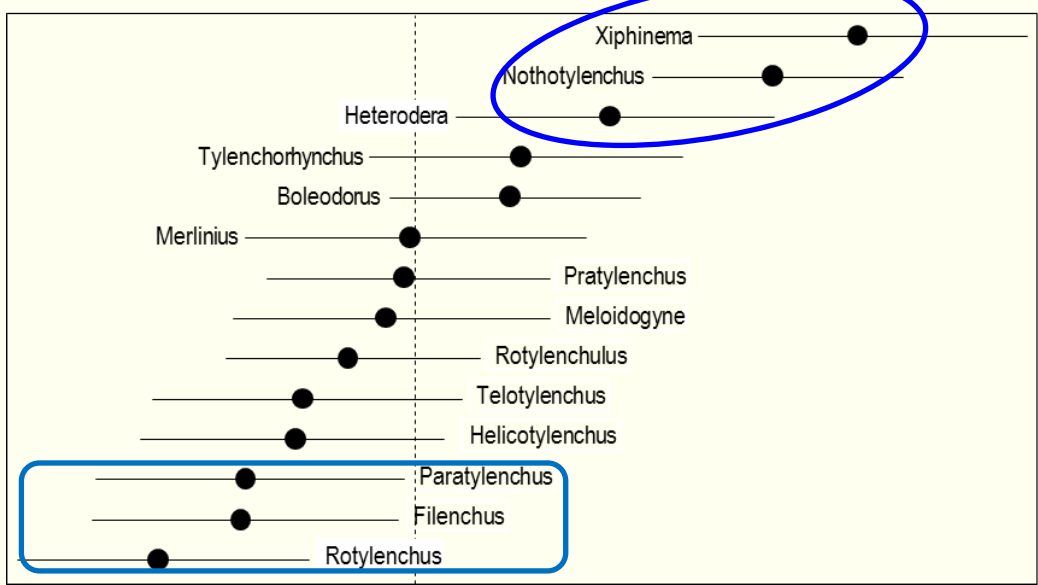 Xiphinema
Nothotylenchus
Heterodera
Tylenchorhynchus
Boleodorus
Merlinius
Pratylenchus
Meloidogyne
Rotylenchulus
Telotylenchus
Helicotylenchus
Paratylenchus
Filenchus
Rotylenchus